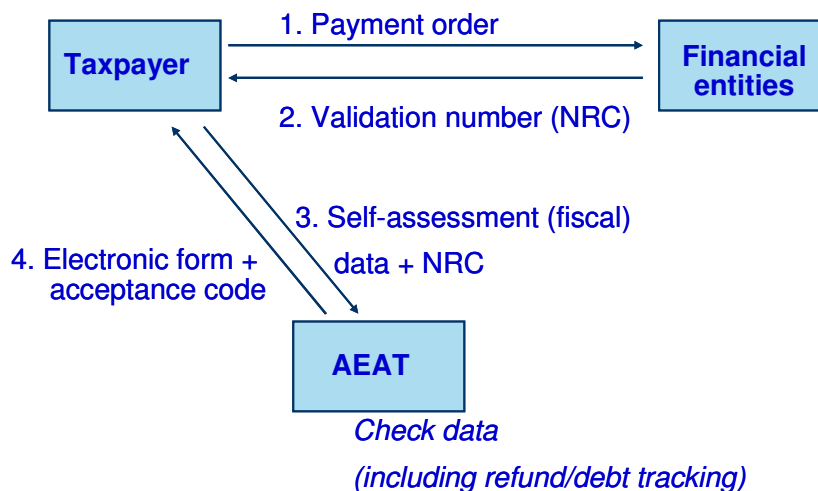 1. Payment order
Taxpayer
Financial
entities
2. Validation number (NRC)
3. Self-assessment (fiscal)
data + NRC
4. Electronic form +
acceptance code
AEAT
Check data
(including refund/debt tracking)